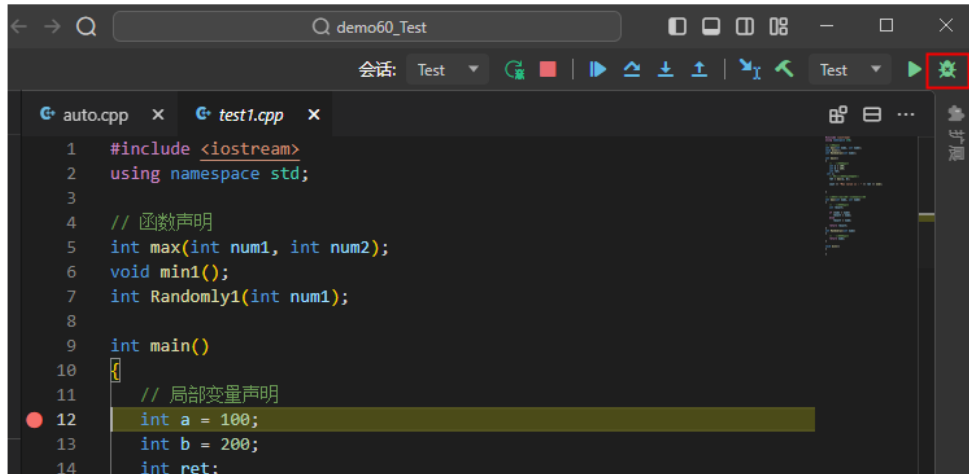 demo60_Test
会话: Test Test
auto.cpp test1.cpp
扩展
1 #include <iostream>
2 using namespace std;
3
4 // 函数声明
5 int max(int num1, int num2);
6 void min1();
7 int Randomly1(int num1);
8
9 int main()
10 {
11 // 局部变量声明
12 int a = 100;
13 int b = 200;
14 int ret;